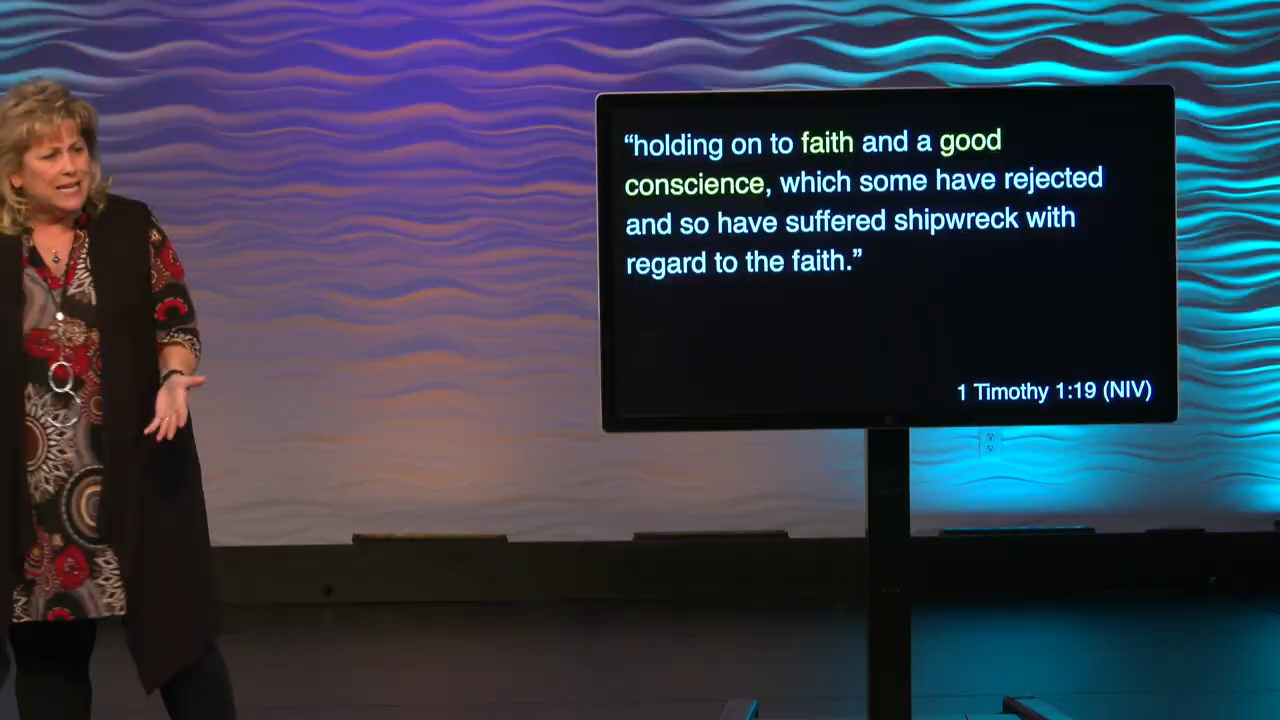 “holding on to faith and a good
conscience, which some have rejected
and so have suffered shipwreck with
regard to the faith.”
1 Timothy 1:19 (NIV)